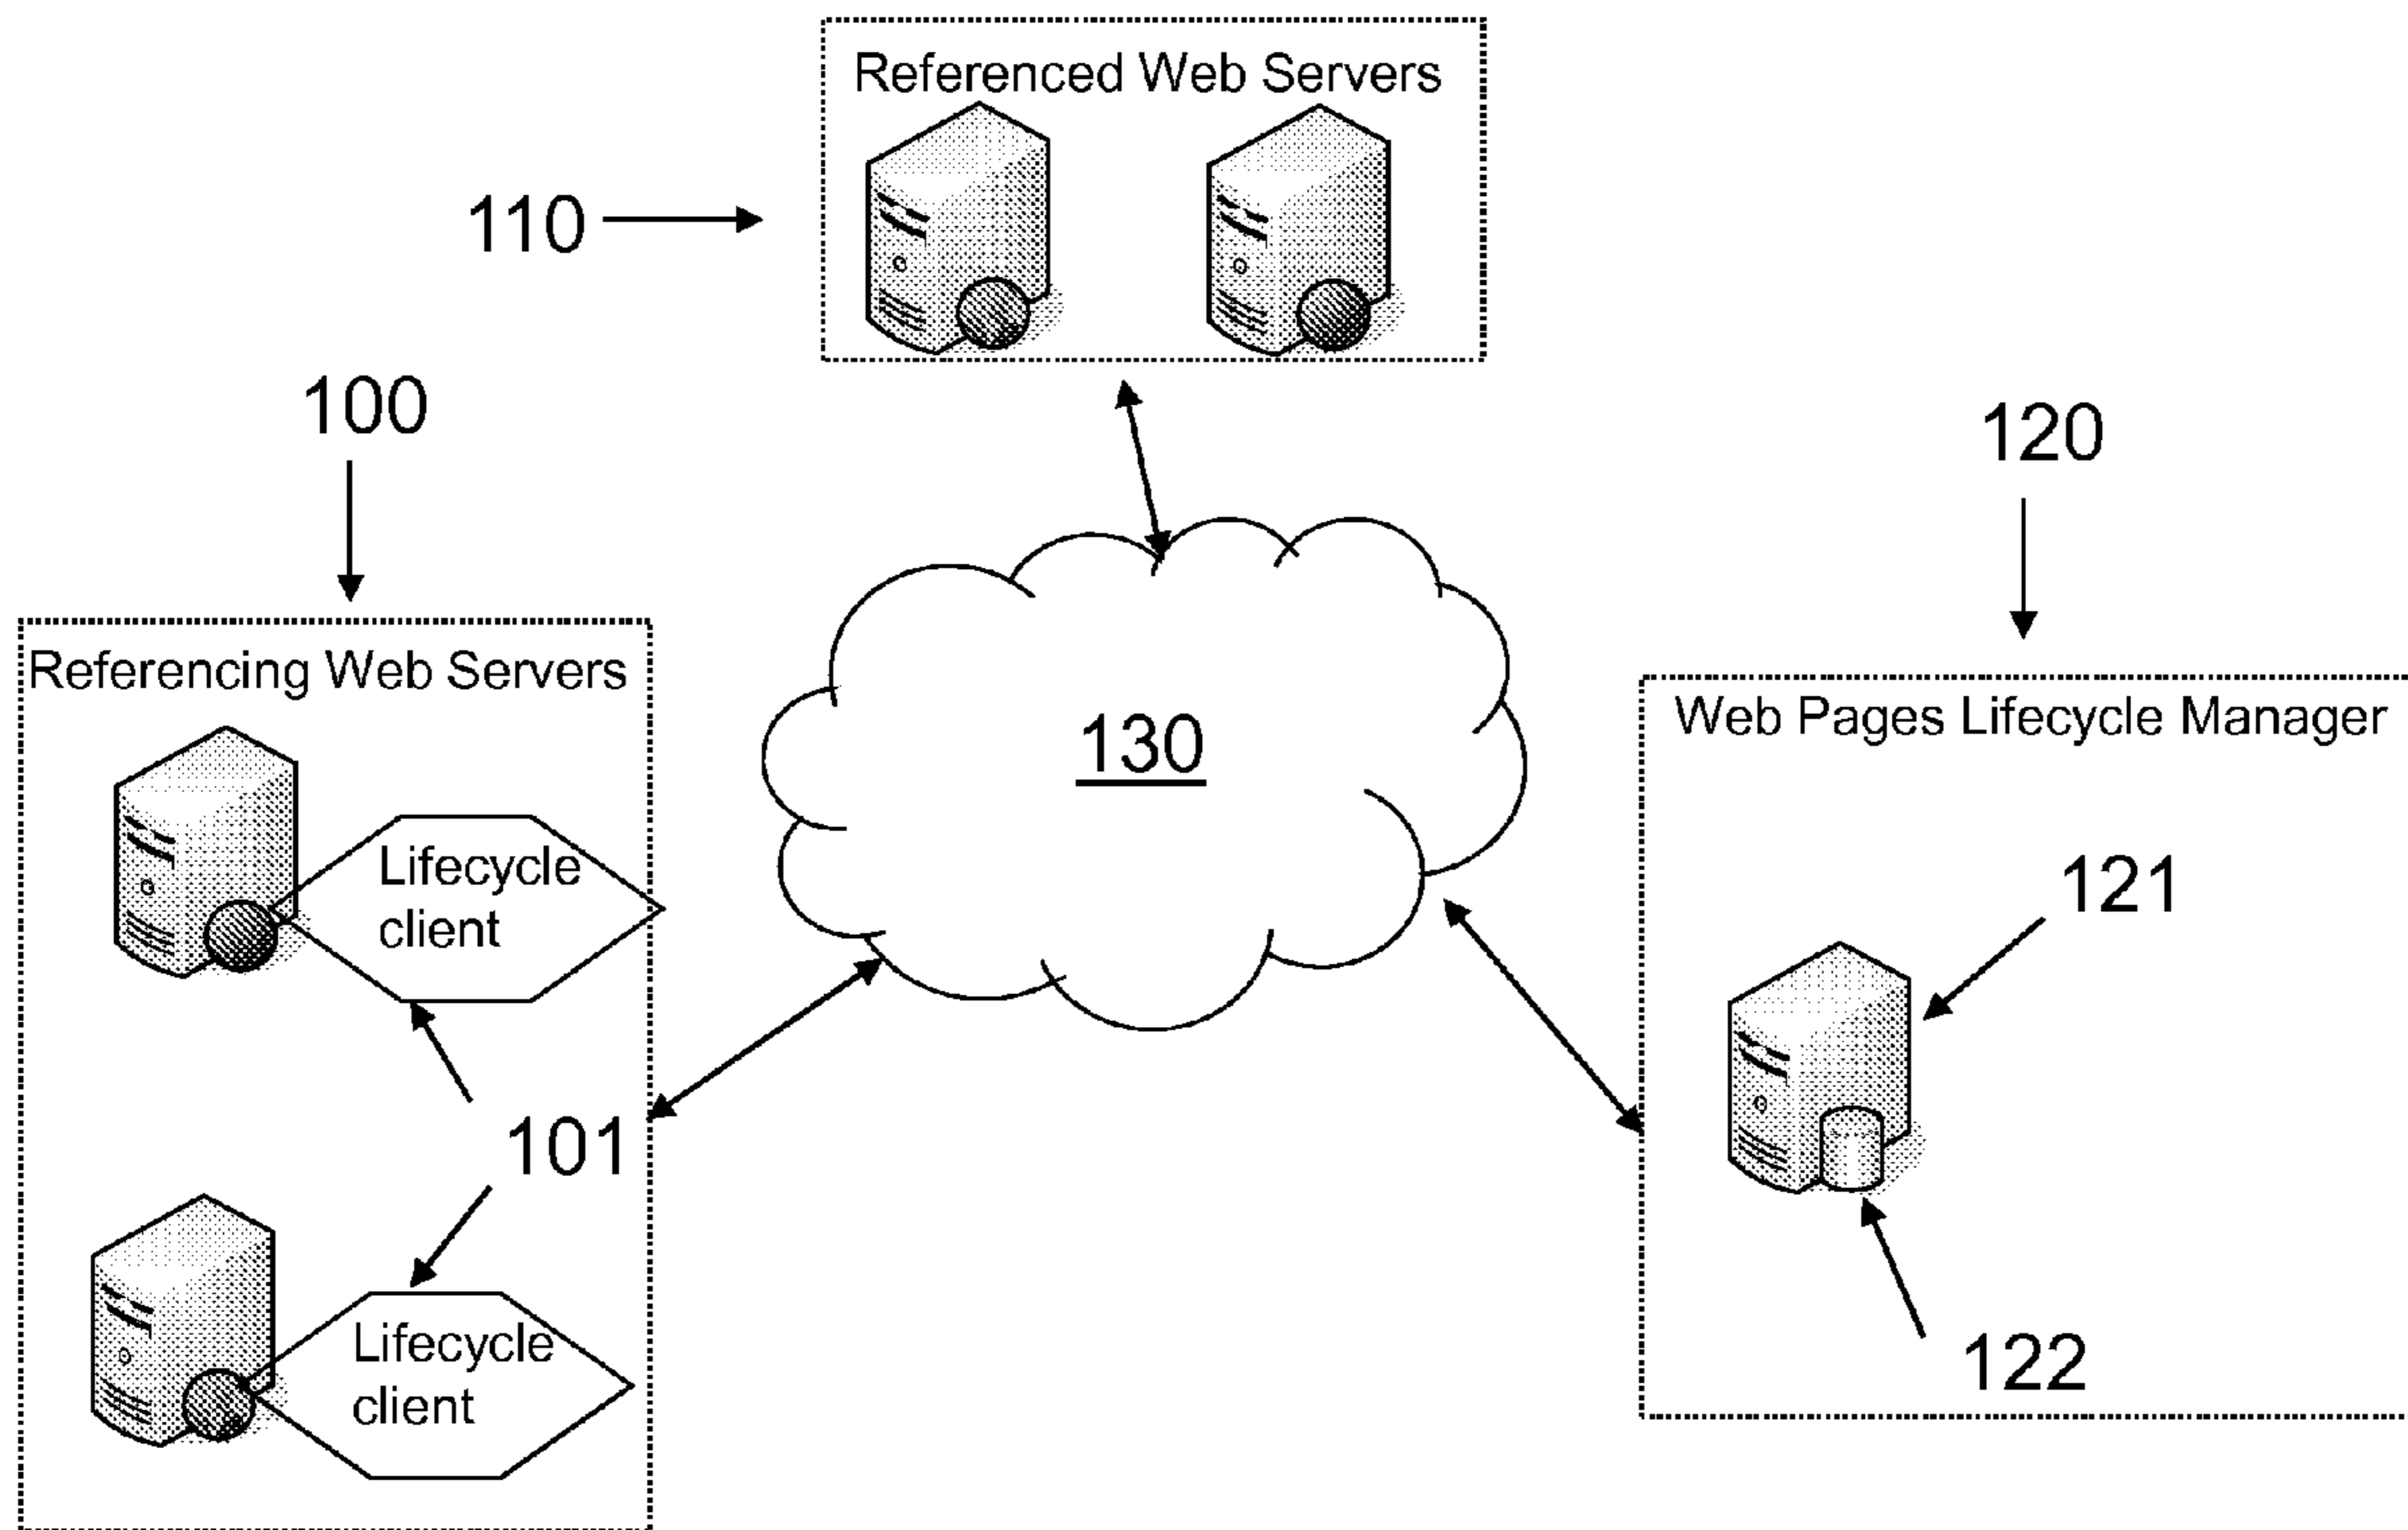 Referenced Web Servers
110
100
120
Referencing Web Servers
Web Pages Lifecycle Manager
130
Lifecycle
client
121
101
Lifecycle
client
122